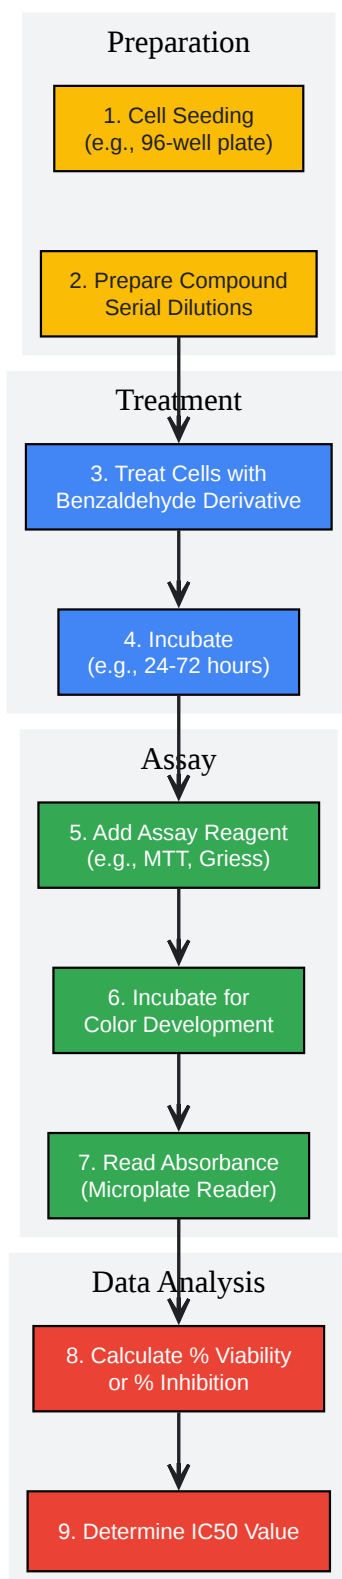 Preparation
1. Cell Seeding
(e.g., 96-well plate)
2. Prepare Compound
Serial Dilutions
Treatment
3. Treat Cells with
Benzaldehyde Derivative
4. Incubate
(e.g., 24-72 hours)
Assay
5. Add Assay Reagent
(e.g., MTT, Griess)
6. Incubate for
Color Development
7. Read Absorbance
(Microplate Reader)
Data Analysis
8. Calculate % Viability
or % Inhibition
9. Determine IC50 Value